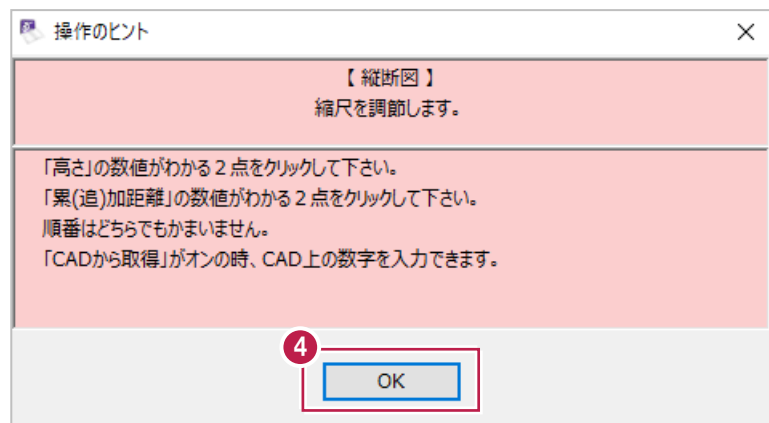 操作のヒント
【 縦断図 】
縮尺を調節します。
「高さ」の数値がわかる２点をクリックして下さい。
「累(追)加距離」の数値がわかる２点をクリックして下さい。
順番はどちらでもかまいません。
「CADから取得」がオンの時、CAD上の数字を入力できます。
4
OK